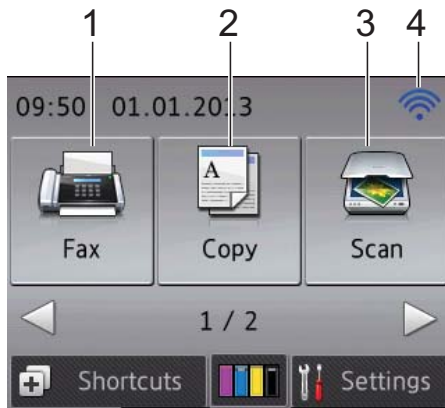 1 2 3 4
09:50 01.01.2013
A
Fax Copy Scan
1 / 2
Shortcuts Settings